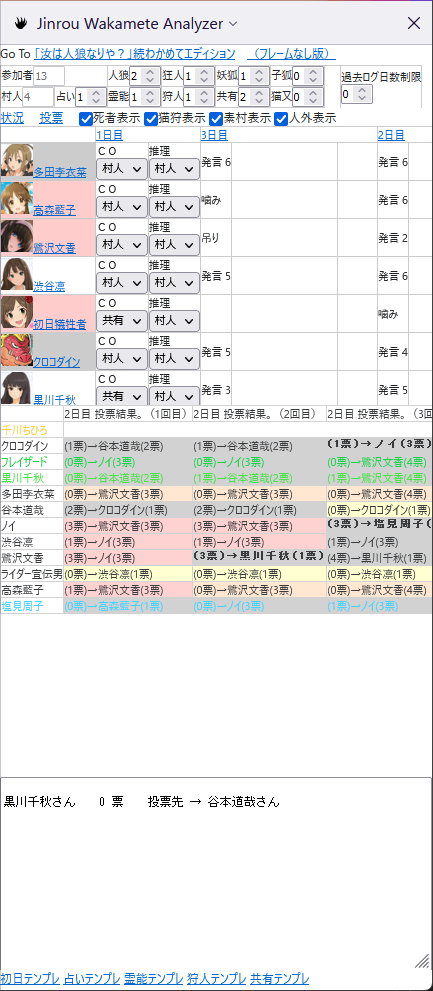 Jinrou Wakamete Analyzer
Go To 「汝は人狼なりや?」続わかめてエディション (フレームなし版)
参加者 13 人狼 2 狂人 1 妖狐 1 子狐 0 過去ログ日数制限
村人 4 占い 1 霊能 1 狩人 1 共有 2 猫又 0 0
状況 投票 死者表示 猫狩表示 素村表示 人外表示
1日目 3日目 2日目
多田李衣菜 CO 村人 推理 村人 発言 6 発言 6
高森藍子 CO 村人 推理 村人 噛み 発言 6
鷺沢文香 CO 村人 推理 村人 吊り 発言 2
渋谷凛 CO 村人 推理 村人 発言 5 発言 6
初日犠牲者 CO 共有 推理 村人 噛み
クロコダイン CO 村人 推理 村人 発言 5 発言 4
黒川千秋 CO 共有 推理 村人 発言 3 発言 5
2日目 投票結果。(1回目) 2日目 投票結果。(2回目) 2日目 投票結果。(3回
千川ちひろ
クロコダイン (1票)→谷本道哉(2票) (1票)→谷本道哉(2票) (1票)→ノイ(3票)
フレイザード (0票)→ノイ(3票) (0票)→ノイ(3票) (0票)→鷺沢文香(4票)
黒川千秋 (0票)→谷本道哉(2票) (1票)→谷本道哉(2票) (1票)→鷺沢文香(4票)
多田李衣菜 (0票)→鷺沢文香(3票) (0票)→鷺沢文香(3票) (0票)→鷺沢文香(4票)
谷本道哉 (2票)→クロコダイン(1票) (2票)→クロコダイン(1票) (0票)→クロコダイン(1票)
ノイ (3票)→鷺沢文香(3票) (3票)→鷺沢文香(3票) (3票)→塩見周子(
渋谷凛 (1票)→ノイ(3票) (1票)→ノイ(3票) (1票)→ノイ(3票)
鷺沢文香 (3票)→ノイ(3票) (3票)→黒川千秋(1票) (4票)→黒川千秋(1票)
ライダー宣伝男 (0票)→渋谷凛(1票) (0票)→渋谷凛(1票) (0票)→渋谷凛(1票)
高森藍子 (1票)→鷺沢文香(3票) (0票)→鷺沢文香(3票) (0票)→鷺沢文香(4票)
塩見周子 (0票)→高森藍子(1票) (0票)→ノイ(3票) (1票)→ノイ(3票)
黒川千秋さん 0 票 投票先 → 谷本道哉さん
初日テンプレ 占いテンプレ 霊能テンプレ 狩人テンプレ 共有テンプレ